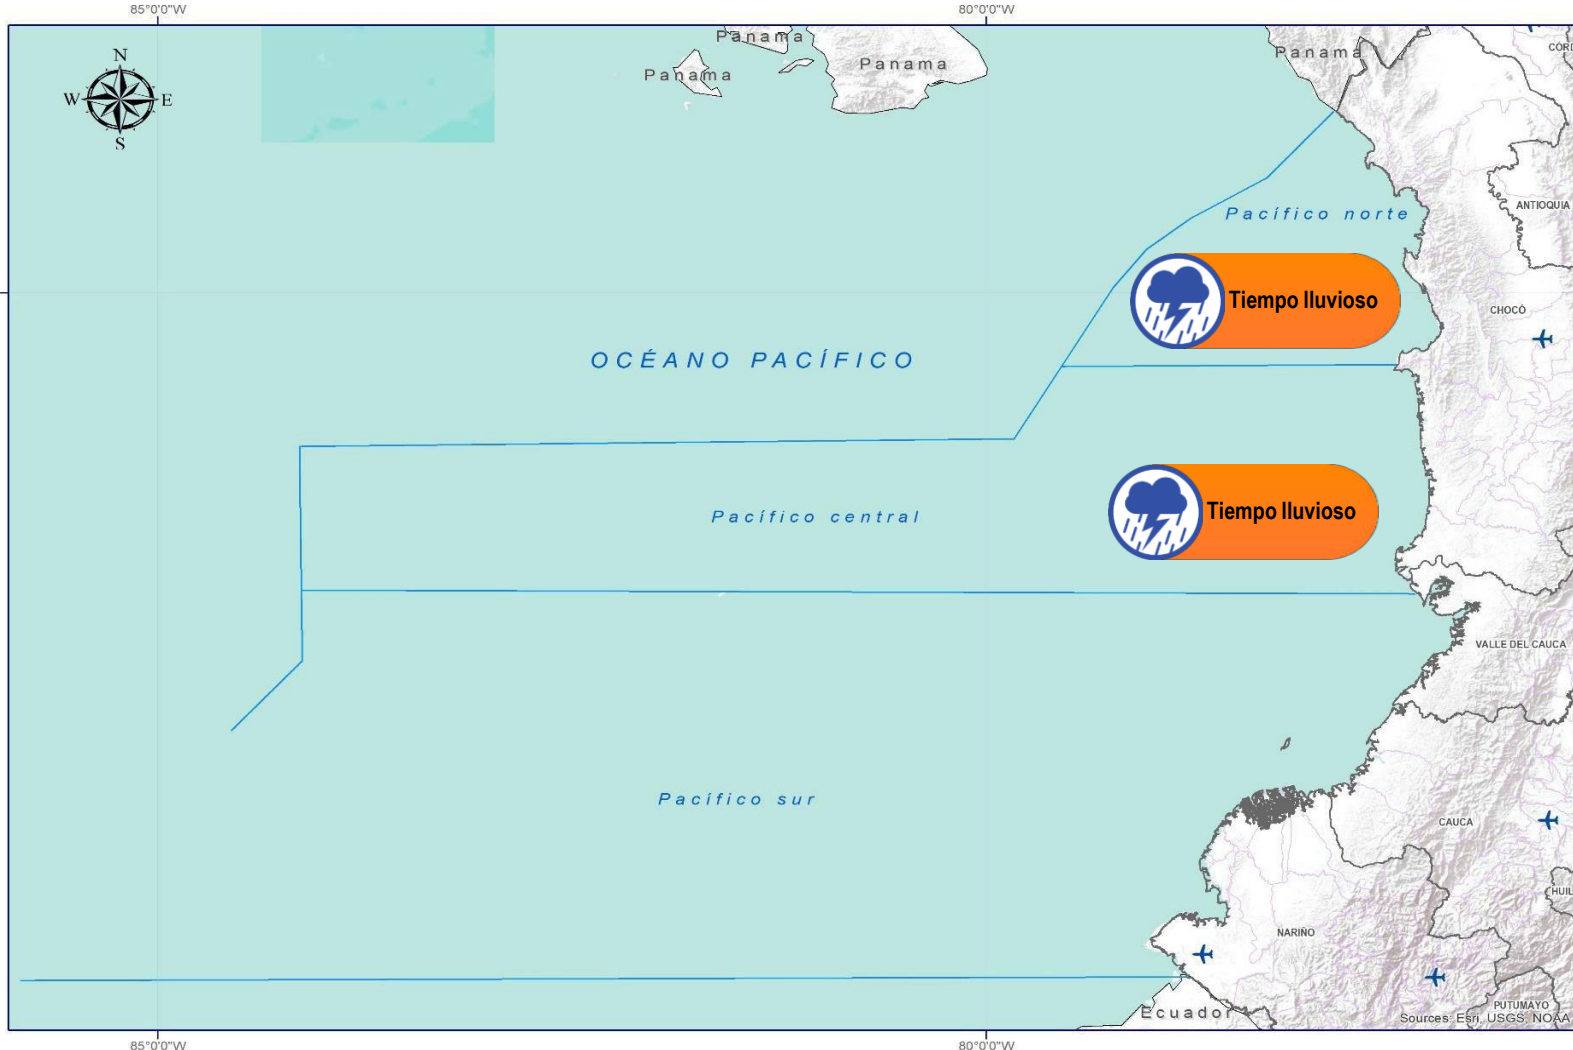 85°0'0"W
80°0'0"W
N
W
E
S
Panama
Panama
Panama
Panama
CÓRD
ANTIOQUIA
Pacífico norte
Tiempo lluvioso
CHOCÓ
OCÉANO PACÍFICO
Tiempo lluvioso
Pacífico central
VALLE DEL CAUCA
Pacífico sur
CAUCA
HUIL
NARIÑO
PUTUMAYO
Ecuador
Sources: Esri, USGS, NOAA
85°0'0"W
80°0'0"W